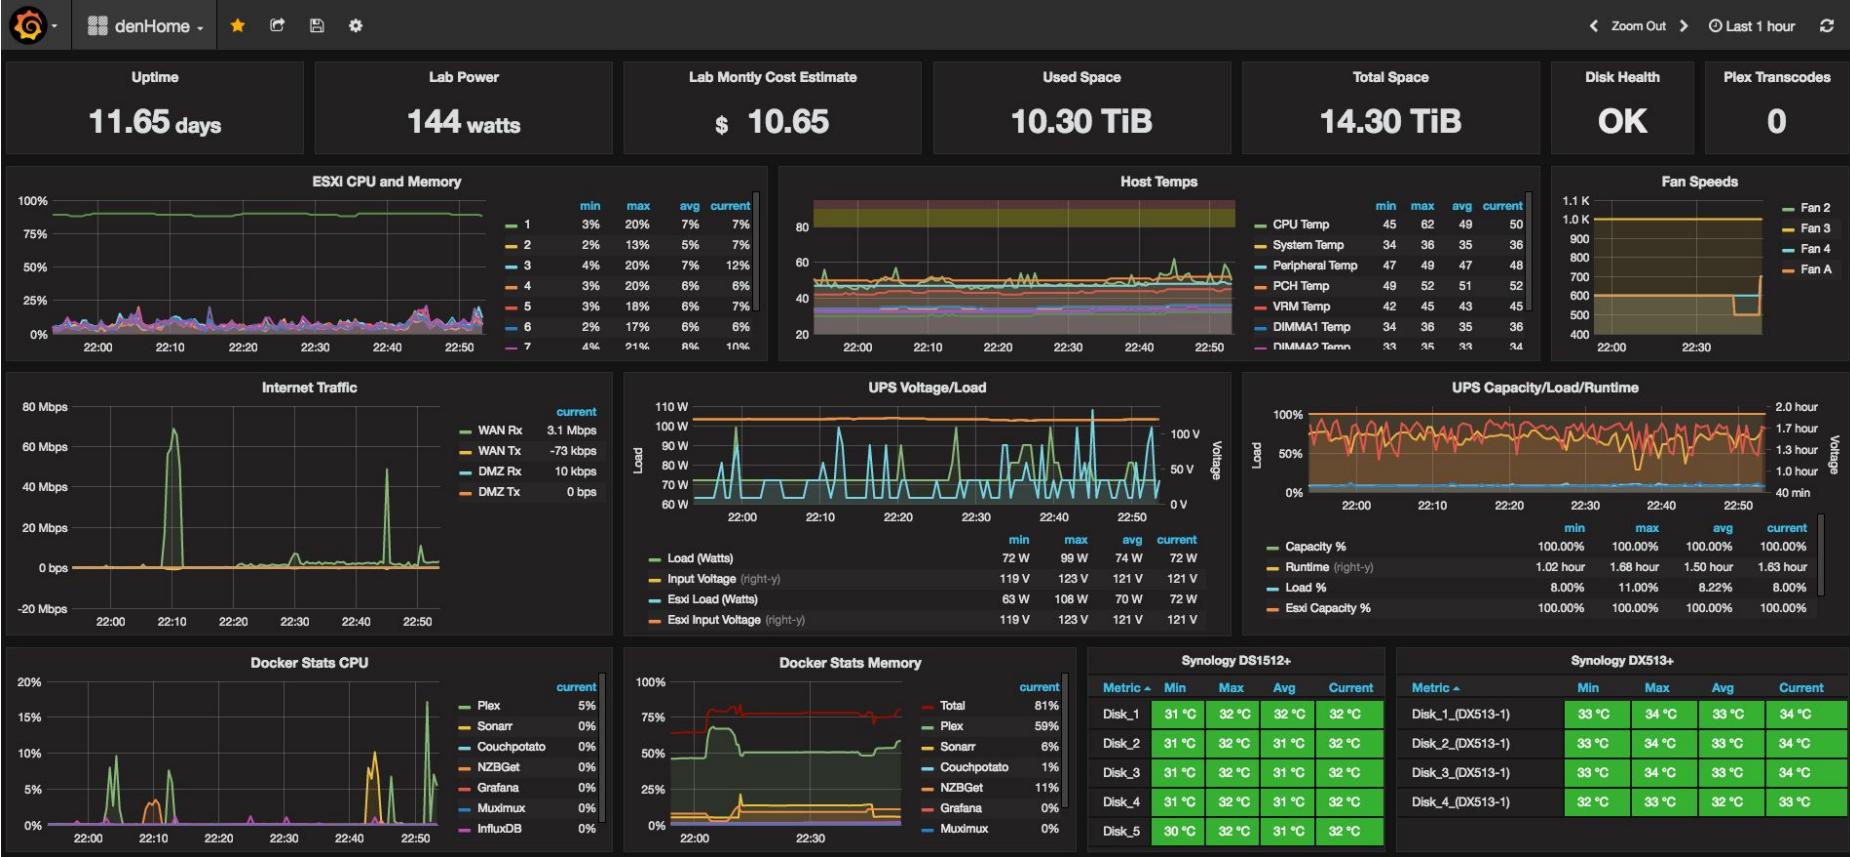 denHome
Zoom Out
Last 1 hour
Uptime
11.65 days
Lab Power
144 watts
Lab Montly Cost Estimate
$ 10.65
Used Space
10.30 TiB
Total Space
14.30 TiB
Disk Health
OK
Plex Transcodes
0
ESXi CPU and Memory
100%
75%
50%
25%
0%
22:00 22:10 22:20 22:30 22:40 22:50
min max avg current
1 3% 20% 7% 7%
2 2% 13% 5% 7%
3 4% 20% 7% 12%
4 3% 20% 6% 6%
5 3% 18% 6% 7%
6 2% 17% 6% 6%
7 4% 21% 8% 10%
Host Temps
80
60
40
20
22:00 22:10 22:20 22:30 22:40 22:50
min max avg current
CPU Temp 45 62 49 50
System Temp 34 36 35 36
Peripheral Temp 47 49 47 48
PCH Temp 49 52 51 52
VRM Temp 42 45 43 45
DIMMA1 Temp 34 36 35 36
DIMMA2 Temp 33 35 33 34
Fan Speeds
1.1 K
1.0 K
900
800
700
600
500
400
22:00 22:30
Fan 2
Fan 3
Fan 4
Fan A
Internet Traffic
80 Mbps
60 Mbps
40 Mbps
20 Mbps
0 bps
-20 Mbps
22:00 22:10 22:20 22:30 22:40 22:50
current
WAN Rx 3.1 Mbps
WAN Tx -73 kbps
DMZ Rx 10 kbps
DMZ Tx 0 bps
UPS Voltage/Load
Load
110 W
100 W
90 W
80 W
70 W
60 W
100 V
50 V
0 V
Voltage
22:00 22:10 22:20 22:30 22:40 22:50
min max avg current
Load (Watts) 72 W 99 W 74 W 72 W
Input Voltage (right-y) 119 V 123 V 121 V 121 V
Esxi Load (Watts) 63 W 108 W 70 W 72 W
Esxi Input Voltage (right-y) 119 V 123 V 121 V 121 V
UPS Capacity/Load/Runtime
Load
100%
50%
0%
2.0 hour
1.7 hour
1.3 hour
1.0 hour
40 min
Voltage
22:00 22:10 22:20 22:30 22:40 22:50
min max avg current
Capacity % 100.00% 100.00% 100.00% 100.00%
Runtime (right-y) 1.02 hour 1.68 hour 1.50 hour 1.63 hour
Load % 8.00% 11.00% 8.22% 8.00%
Esxi Capacity % 100.00% 100.00% 100.00% 100.00%
Docker Stats CPU
20%
15%
10%
5%
0%
22:00 22:10 22:20 22:30 22:40 22:50
current
Plex 5%
Sonarr 0%
Couchpotato 0%
NZBGet 0%
Grafana 0%
Muximux 0%
InfluxDB 0%
Docker Stats Memory
100%
75%
50%
25%
0%
22:00 22:30
current
Total 81%
Plex 59%
Sonarr 6%
Couchpotato 1%
NZBGet 11%
Grafana 0%
Muximux 0%
Synology DS1512+
Metric Min Max Avg Current
Disk_1 31 °C 32 °C 32 °C 32 °C
Disk_2 31 °C 32 °C 31 °C 32 °C
Disk_3 31 °C 32 °C 31 °C 32 °C
Disk_4 31 °C 32 °C 31 °C 32 °C
Disk_5 30 °C 32 °C 31 °C 32 °C
Synology DX513+
Metric Min Max Avg Current
Disk_1_(DX513-1) 33 °C 34 °C 33 °C 34 °C
Disk_2_(DX513-1) 33 °C 34 °C 33 °C 34 °C
Disk_3_(DX513-1) 33 °C 34 °C 33 °C 34 °C
Disk_4_(DX513-1) 32 °C 33 °C 32 °C 33 °C